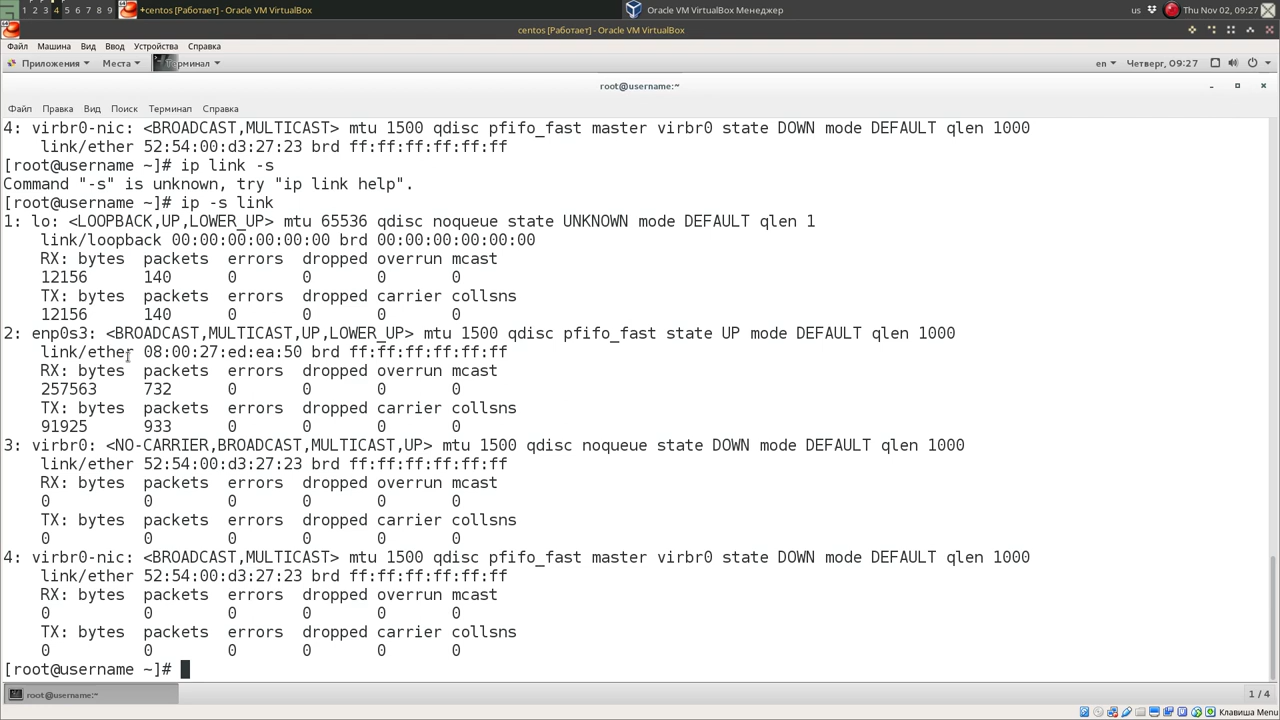 1 2 3 4 5 6 7 8 9 +centos [Работает] - Oracle VM VirtualBox Oracle VM VirtualBox Менеджер us Thu Nov 02, 09:27
centos [Работает] - Oracle VM VirtualBox
Файл Машина Вид Ввод Устройства Справка
Приложения Места Терминал en Четверг, 09:27
root@username:~
Файл Правка Вид Поиск Терминал Справка
4: virbr0-nic: <BROADCAST,MULTICAST> mtu 1500 qdisc pfifo_fast master virbr0 state DOWN mode DEFAULT qlen 1000
link/ether 52:54:00:d3:27:23 brd ff:ff:ff:ff:ff:ff
[root@username ~]# ip link -s
Command "-s" is unknown, try "ip link help".
[root@username ~]# ip -s link
1: lo: <LOOPBACK,UP,LOWER_UP> mtu 65536 qdisc noqueue state UNKNOWN mode DEFAULT qlen 1
link/loopback 00:00:00:00:00:00 brd 00:00:00:00:00:00
RX: bytes packets errors dropped overrun mcast
12156 140 0 0 0 0
TX: bytes packets errors dropped carrier collsns
12156 140 0 0 0 0
2: enp0s3: <BROADCAST,MULTICAST,UP,LOWER_UP> mtu 1500 qdisc pfifo_fast state UP mode DEFAULT qlen 1000
link/ether 08:00:27:ed:ea:50 brd ff:ff:ff:ff:ff:ff
RX: bytes packets errors dropped overrun mcast
257563 732 0 0 0 0
TX: bytes packets errors dropped carrier collsns
91925 933 0 0 0 0
3: virbr0: <NO-CARRIER,BROADCAST,MULTICAST,UP> mtu 1500 qdisc noqueue state DOWN mode DEFAULT qlen 1000
link/ether 52:54:00:d3:27:23 brd ff:ff:ff:ff:ff:ff
RX: bytes packets errors dropped overrun mcast
0 0 0 0 0 0
TX: bytes packets errors dropped carrier collsns
0 0 0 0 0 0
4: virbr0-nic: <BROADCAST,MULTICAST> mtu 1500 qdisc pfifo_fast master virbr0 state DOWN mode DEFAULT qlen 1000
link/ether 52:54:00:d3:27:23 brd ff:ff:ff:ff:ff:ff
RX: bytes packets errors dropped overrun mcast
0 0 0 0 0 0
TX: bytes packets errors dropped carrier collsns
0 0 0 0 0 0
[root@username ~]#
root@username:~ 1 / 4
Клавиша Menu